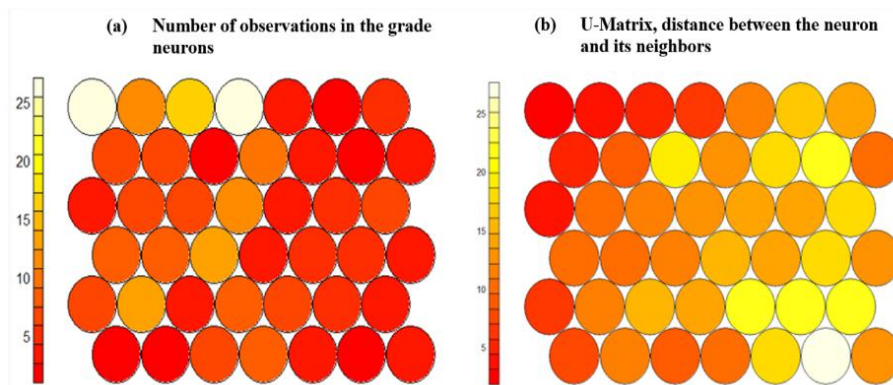 (a) Number of observations in the grade
neurons
25
20
15
10
5
(b) U-Matrix, distance between the neuron
and its neighbors
25
20
15
10
5